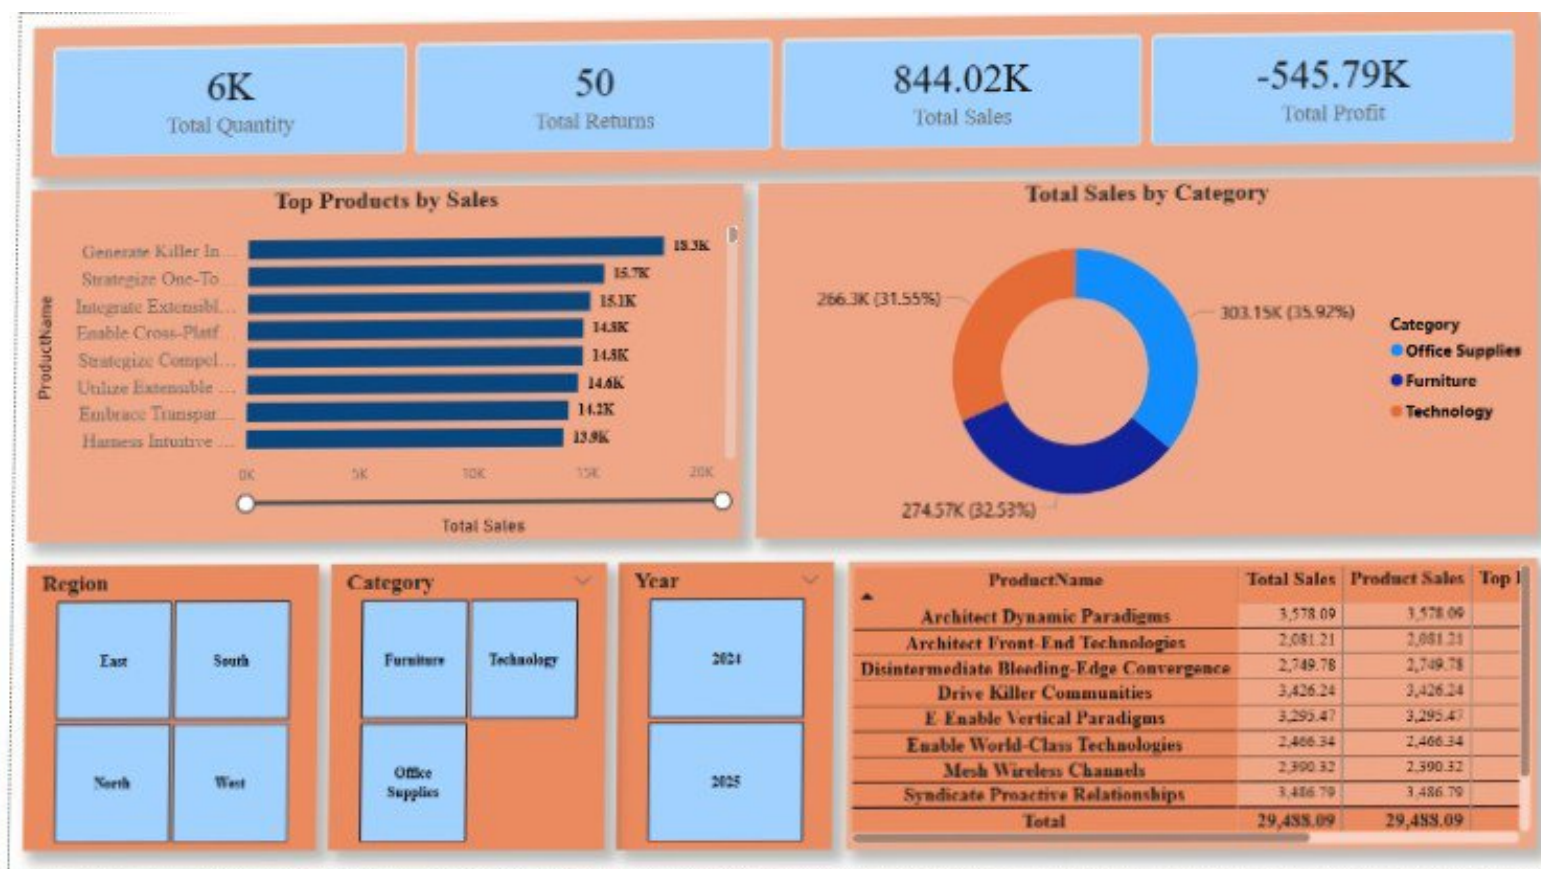 6K
Total Quantity
50
Total Returns
844.02K
Total Sales
-545.79K
Total Profit
Top Products by Sales
ProductName
Generate Killer In... 18.3K
Strategize One-To... 15.7K
Integrate Extensibl... 15.1K
Enable Cross-Platf... 14.8K
Strategize Compel... 14.8K
Utilize Extensible ... 14.6K
Embrace Transpar... 14.2K
Harness Intuitive ... 13.9K
0K 5K 10K 15K 20K
Total Sales
Total Sales by Category
266.3K (31.55%)
303.15K (35.92%)
274.57K (32.53%)
Category
Office Supplies
Furniture
Technology
Region
East South
North West
Category
Furniture Technology
Office
Supplies
Year
2024
2025
ProductName Total Sales Product Sales Top
Architect Dynamic Paradigms 3,578.09 3,578.09
Architect Front-End Technologies 2,081.21 2,081.21
Disintermediate Bleeding-Edge Convergence 2,749.78 2,749.78
Drive Killer Communities 3,426.24 3,426.24
E-Enable Vertical Paradigms 3,295.47 3,295.47
Enable World-Class Technologies 2,466.34 2,466.34
Mesh Wireless Channels 2,390.32 2,390.32
Syndicate Proactive Relationships 3,486.79 3,486.79
Total 29,488.09 29,488.09